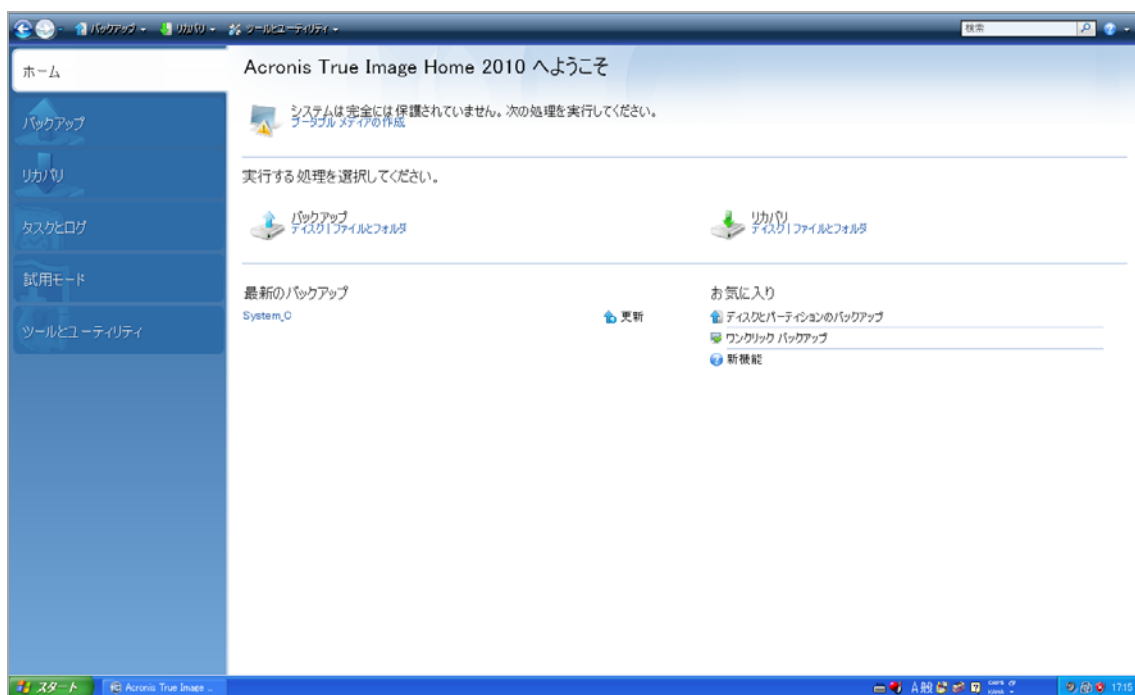 バックアップ リカバリ ツールとユーティリティ 検索
ホーム
バックアップ
リカバリ
タスクとログ
試用モード
ツールとユーティリティ
Acronis True Image Home 2010 へようこそ
システムは完全には保護されていません。次の処理を実行してください。
ブータブル メディアの作成
実行する処理を選択してください。
バックアップ
ディスク | ファイルとフォルダ
リカバリ
ディスク | ファイルとフォルダ
最新のバックアップ
System_C 更新
お気に入り
ディスクとパーティションのバックアップ
ワンクリック バックアップ
新機能
スタート Acronis True Image ... A 般 CAPS KANA 17:15